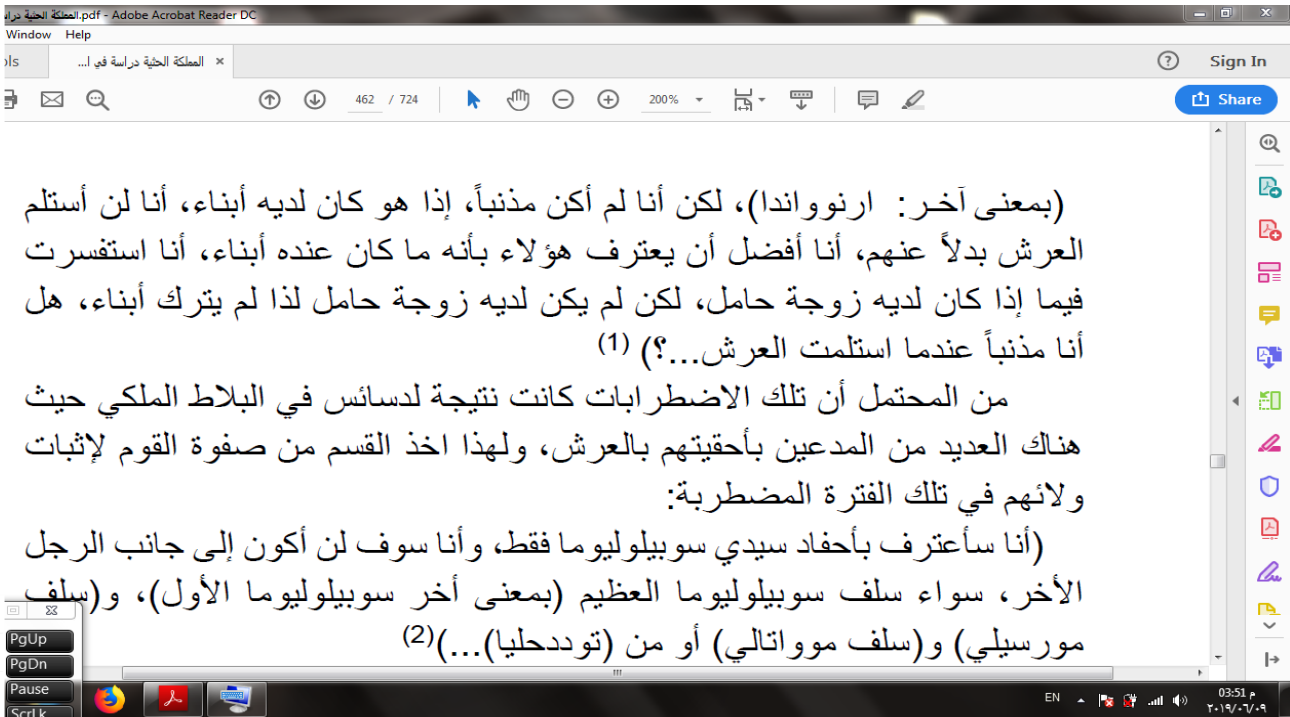 المملكة الحثية درا.pdf - Adobe Acrobat Reader DC
Window Help
ols
المملكة الحثية دراسة في ا... ×
Sign In
462 / 724
200%
Share
(بمعنى آخر: ارنوواندا)، لكن أنا لم أكن مذنباً، إذا هو كان لديه أبناء، أنا لن أستلم
العرش بدلاً عنهم، أنا أفضل أن يعترف هؤلاء بأنه ما كان عنده أبناء، أنا استفسرت
فيما إذا كان لديه زوجة حامل، لكن لم يكن لديه زوجة حامل لذا لم يترك أبناء، هل
أنا مذنباً عندما استلمت العرش...؟) (1)
من المحتمل أن تلك الاضطرابات كانت نتيجة لدسائس في البلاط الملكي حيث
هناك العديد من المدعين بأحقيتهم بالعرش، ولهذا اخذ القسم من صفوة القوم لإثبات
ولائهم في تلك الفترة المضطربة:
(أنا سأعترف بأحفاد سيدي سوبيلوليوما فقط، وأنا سوف لن أكون إلى جانب الرجل
الأخر، سواء سلف سوبيلوليوما العظيم (بمعنى أخر سوبيلوليوما الأول)، و(سلف
مورسيلي) و(سلف موواتالي) أو من (توددحليا)...)(2)
PgUp
PgDn
Pause
ScrLk
EN
03:51 م
٢٠١٩/٠٦/٠٩